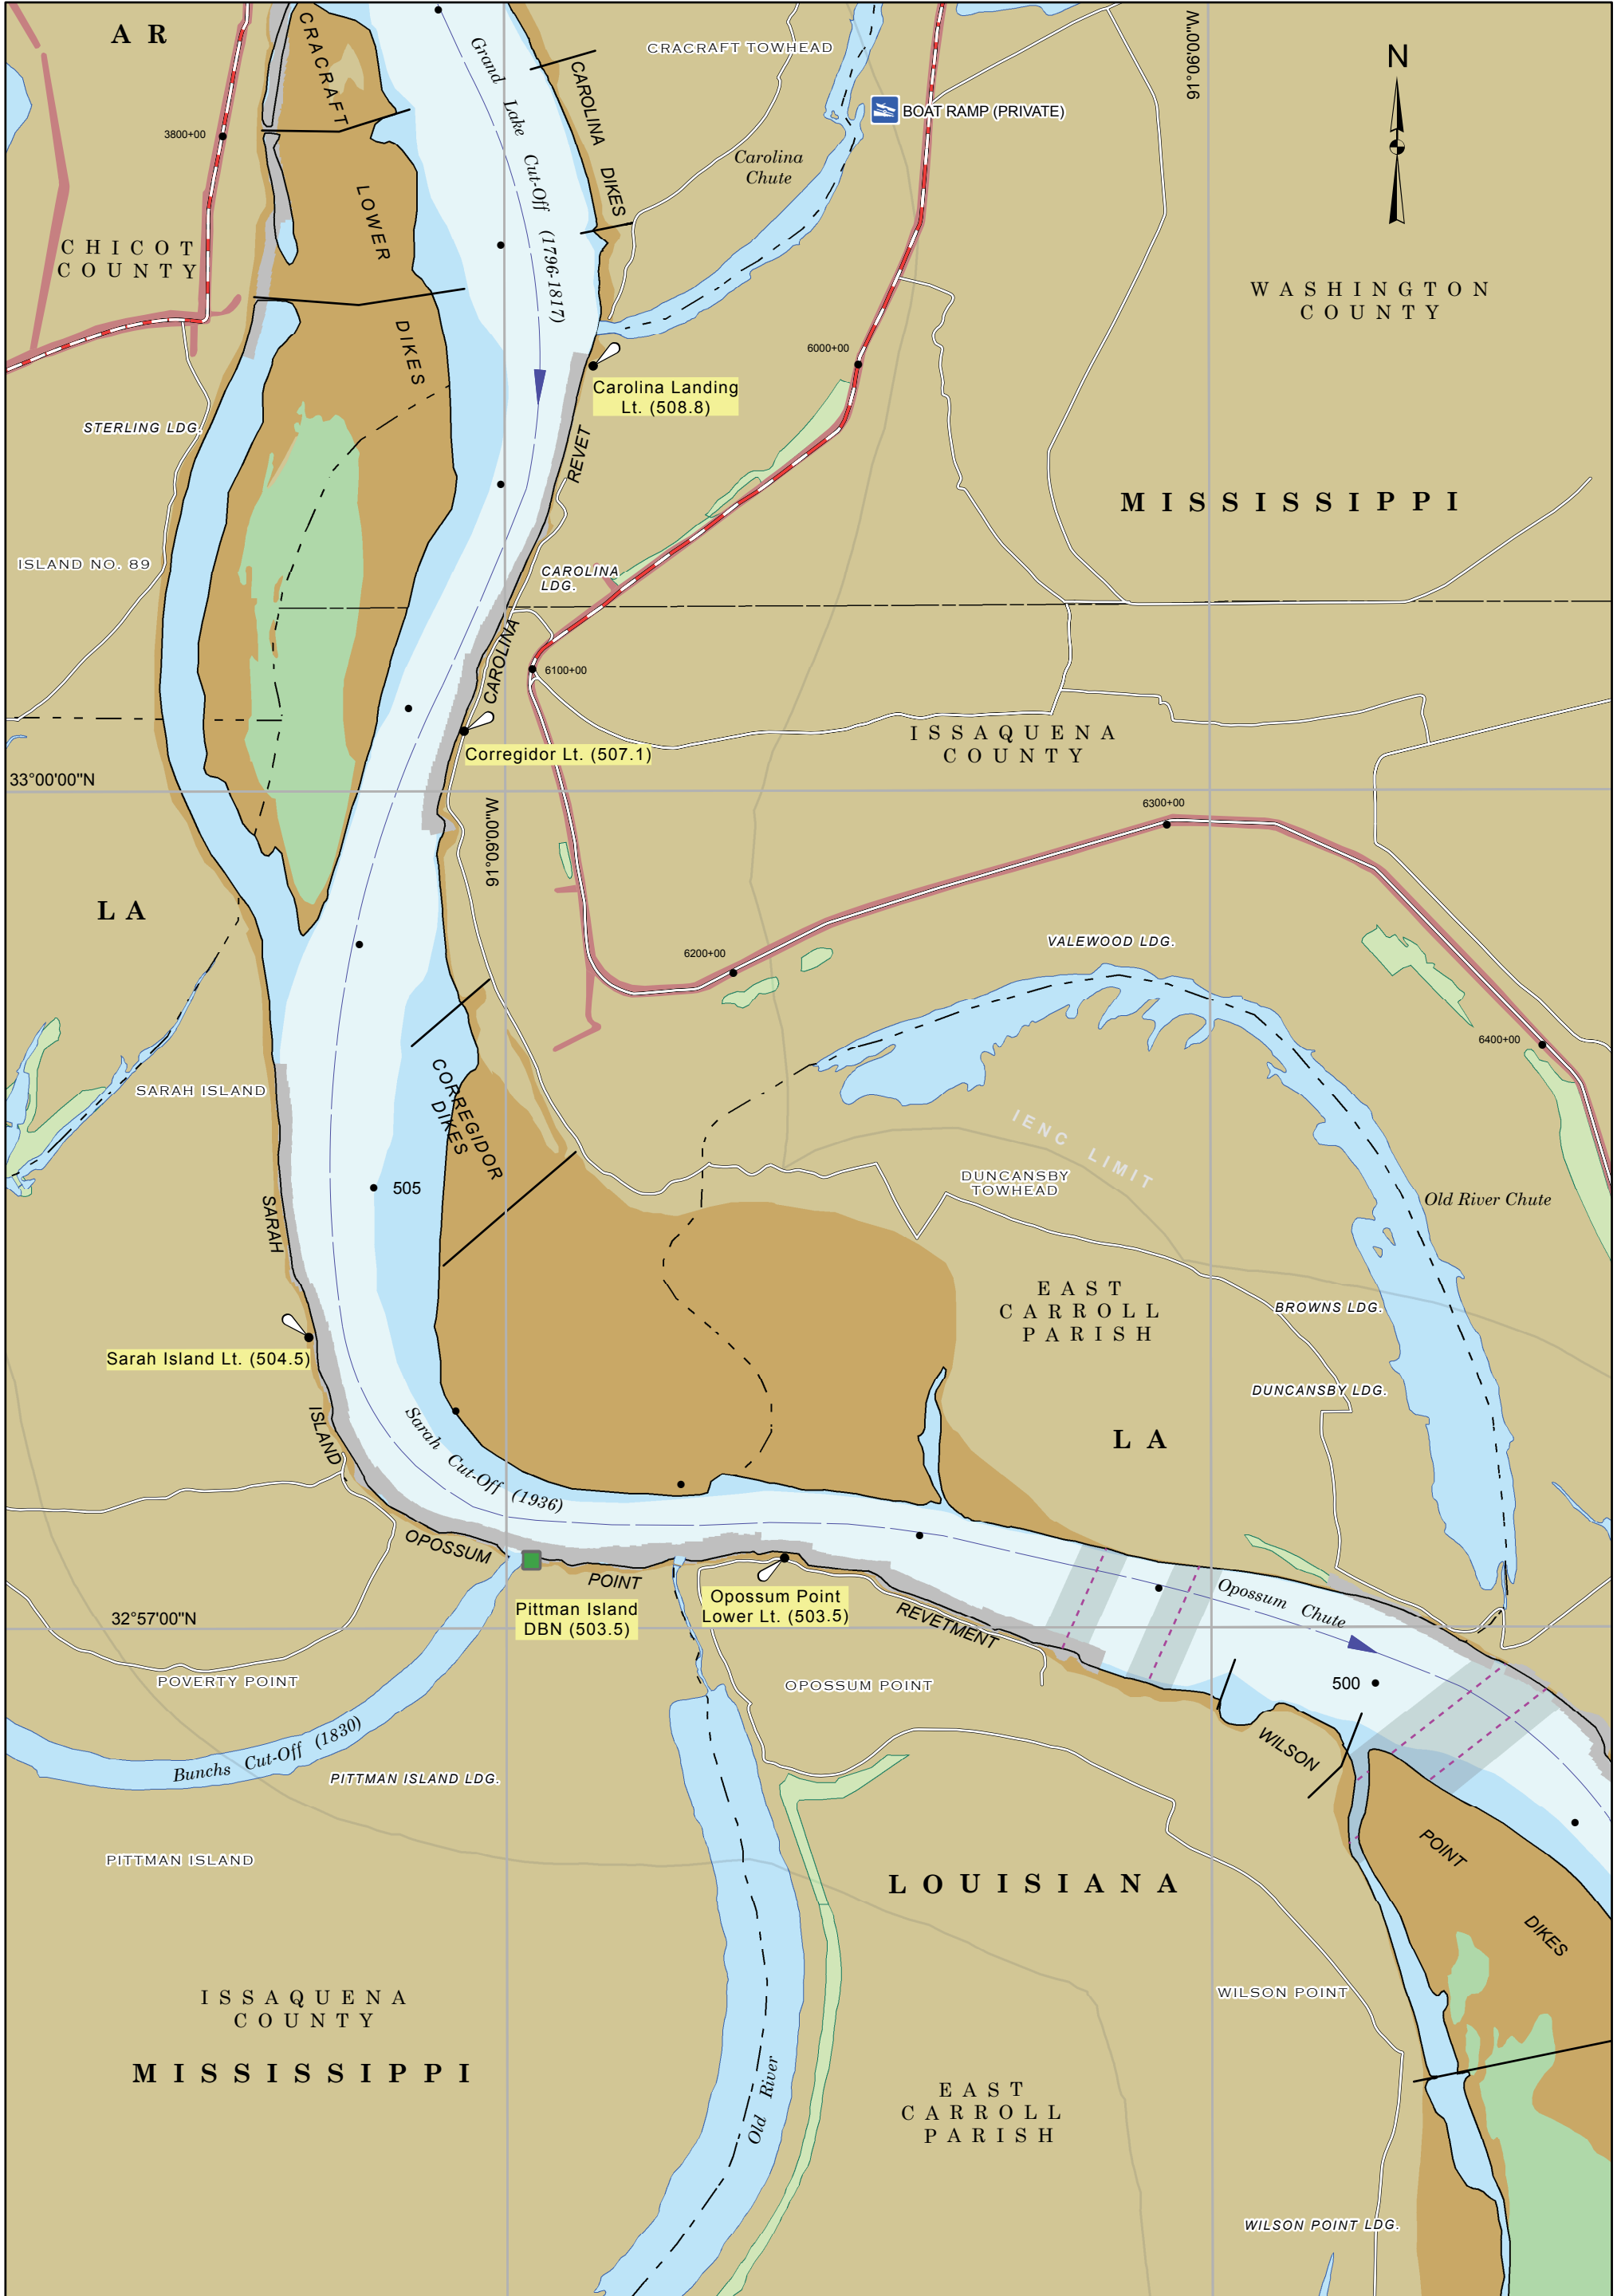 A R
CRACRAFT
Grand Lake Cut-Off (1796-1817)
CAROLINA DIKES
CRACRAFT TOWHEAD
91°06'00"W
N
BOAT RAMP (PRIVATE)
3800+00
Carolina
Chute
LOWER
CHICOT
COUNTY
WASHINGTON
COUNTY
DIKES
6000+00
Carolina Landing
Lt. (508.8)
STERLING LDG.
REVET
MISSISSIPPI
ISLAND NO. 89
CAROLINA
LDG.
CAROLINA
6100+00
Corregidor Lt. (507.1)
ISSAQUENA
COUNTY
33°00'00"N
91°09'00"W
6300+00
L A
VALEWOOD LDG.
6200+00
6400+00
CORREGIDOR
DIKES
SARAH ISLAND
IENC LIMIT
DUNCANSBY
TOWHEAD
505
Old River Chute
SARAH
EAST
CARROLL
PARISH
BROWNS LDG.
Sarah Island Lt. (504.5)
DUNCANSBY LDG.
ISLAND
Sarah Cut-Off (1936)
L A
OPOSSUM
POINT
Opossum Point
Lower Lt. (503.5)
Pittman Island
DBN (503.5)
REVETMENT
Opossum Chute
32°57'00"N
POVERTY POINT
OPOSSUM POINT
500
Bunchs Cut-Off (1830)
WILSON
PITTMAN ISLAND LDG.
PITTMAN ISLAND
POINT
LOUISIANA
DIKES
ISSAQUENA
COUNTY
WILSON POINT
MISSISSIPPI
Old River
EAST
CARROLL
PARISH
WILSON POINT LDG.